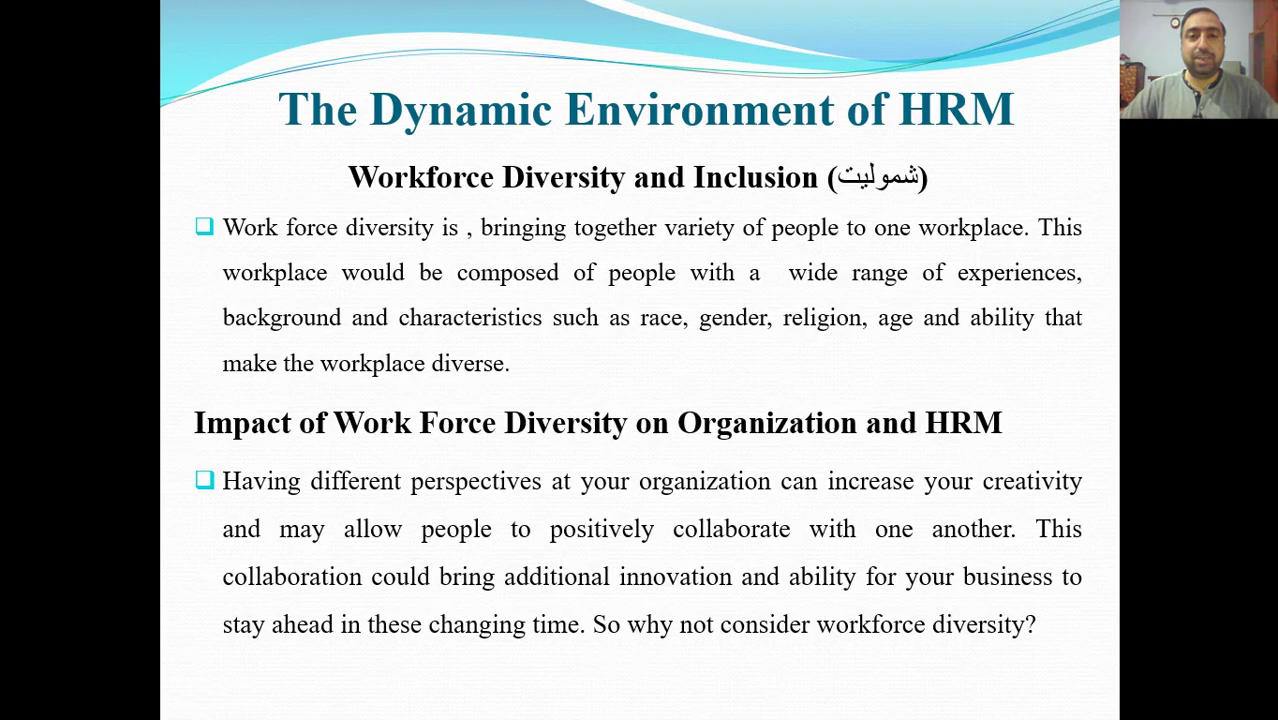 The Dynamic Environment of HRM
Workforce Diversity and Inclusion (شمولیت)
Work force diversity is , bringing together variety of people to one workplace. This
workplace would be composed of people with a wide range of experiences,
background and characteristics such as race, gender, religion, age and ability that
make the workplace diverse.
Impact of Work Force Diversity on Organization and HRM
Having different perspectives at your organization can increase your creativity
and may allow people to positively collaborate with one another. This
collaboration could bring additional innovation and ability for your business to
stay ahead in these changing time. So why not consider workforce diversity?